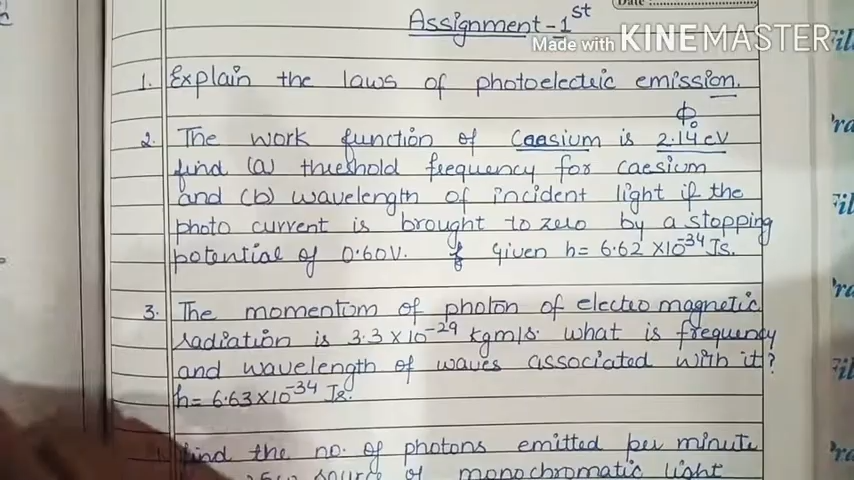 Date :
Assignment-1st
Made with KINEMASTER
1. Explain the laws of photoelectric emission.
ϕ₀
2. The work function of Caesium is 2.14 eV
find (a) threshold frequency for caesium
and (b) wavelength of incident light if the
photo current is brought to zero by a stopping
potential of 0.60V. Given h= 6.62 ×10⁻³⁴ Js.
3. The momentum of photon of electromagnetic
radiation is 3.3×10⁻²⁹ kgm/s. what is frequency
and wavelength of waves associated with it?
h= 6.63×10⁻³⁴ Js.
find the no. of photons emitted per minute
source of monochromatic light